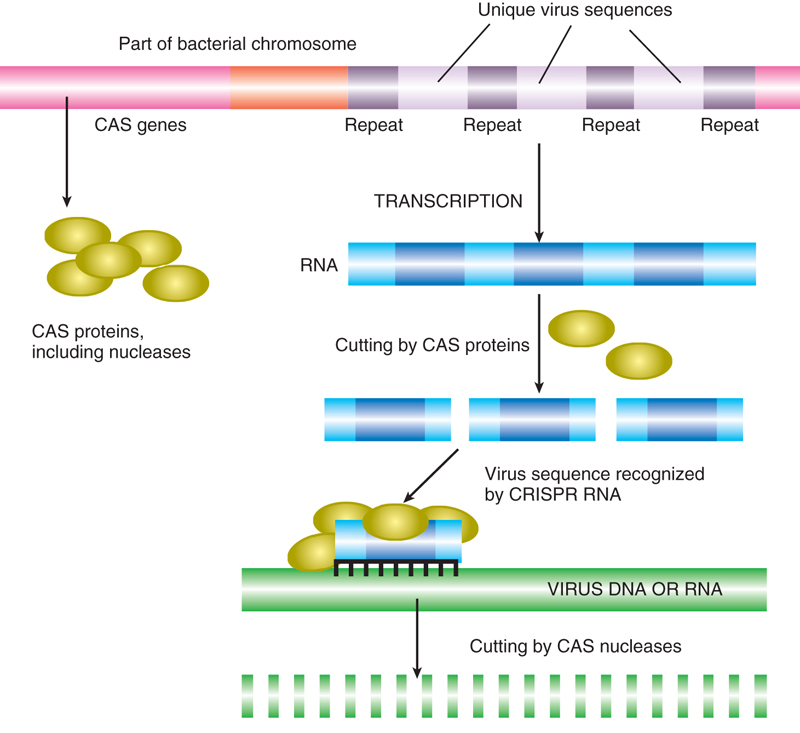 Unique virus sequences
Part of bacterial chromosome
CAS genes
Repeat
Repeat
Repeat
Repeat
TRANSCRIPTION
RNA
CAS proteins,
including nucleases
Cutting by CAS proteins
Virus sequence recognized
by CRISPR RNA
VIRUS DNA OR RNA
Cutting by CAS nucleases